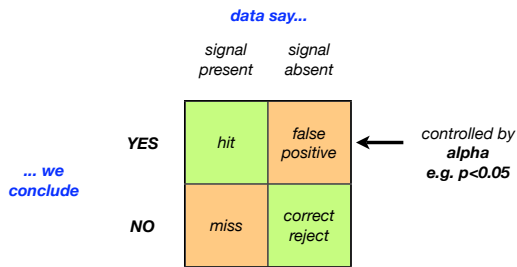 data say...
signal present
signal absent
YES
hit
false positive
controlled by
alpha
e.g. p<0.05
... we
conclude
NO
miss
correct reject